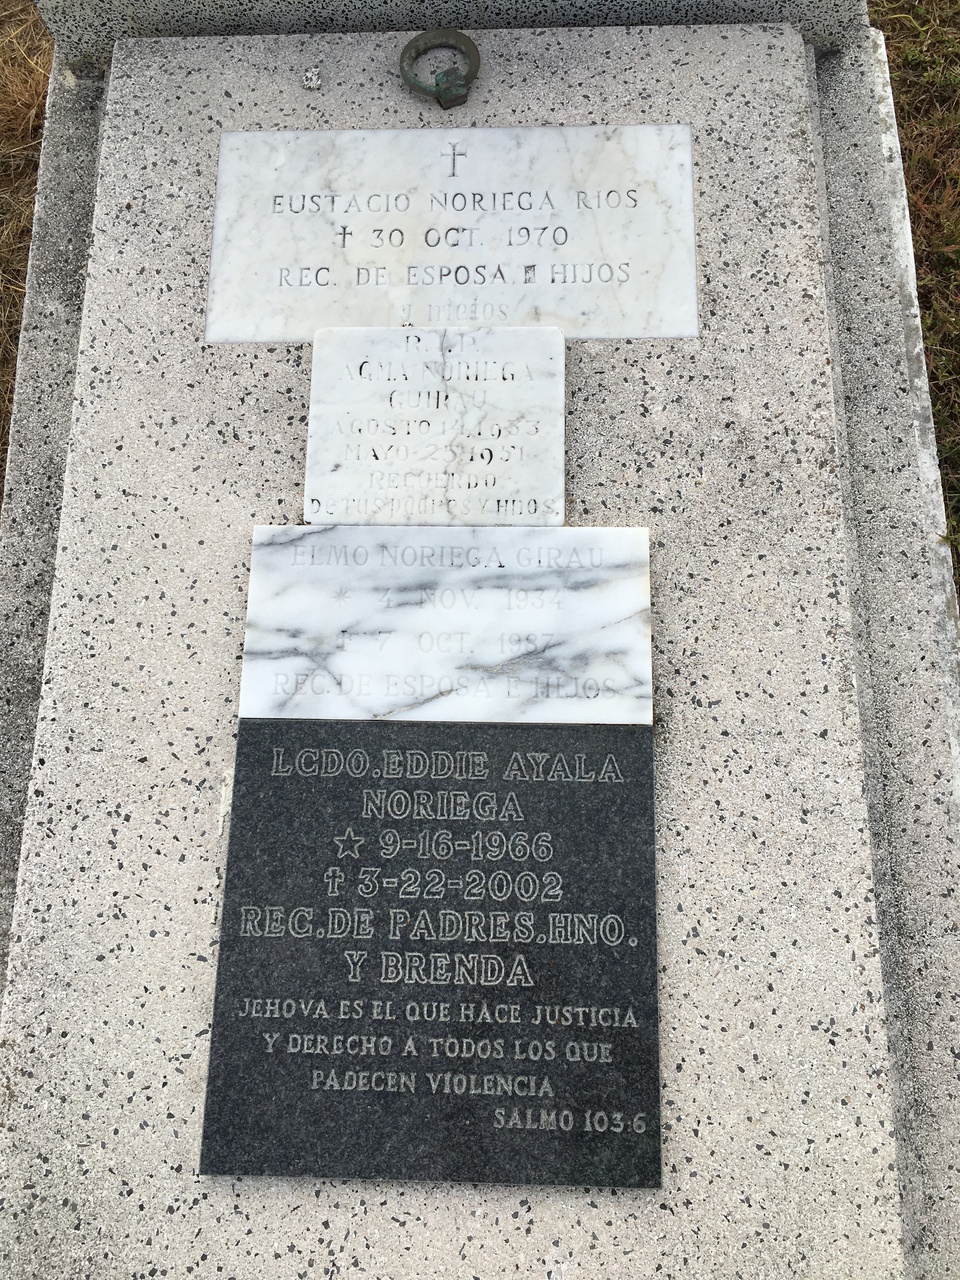 EUSTACIO NORIEGA RIOS
✝ 30 OCT. 1970
REC. DE ESPOSA, E HIJOS
y nietos
R.I.P.
AGMA NORIEGA
GUIRAU
AGOSTO 14, 1933
MAYO 25 1951
RECUERDO
De TUS padres Y HNOS.
ELMO NORIEGA GIRAU
* 4 NOV. 1934
✝ 7 OCT. 1987
REC. DE ESPOSA E HIJOS
LCDO. EDDIE AYALA
NORIEGA
☆ 9-16-1966
✝ 3-22-2002
REC. DE PADRES. HNO.
Y BRENDA
JEHOVA ES EL QUE HACE JUSTICIA
Y DERECHO A TODOS LOS QUE
PADECEN VIOLENCIA
SALMO 103:6